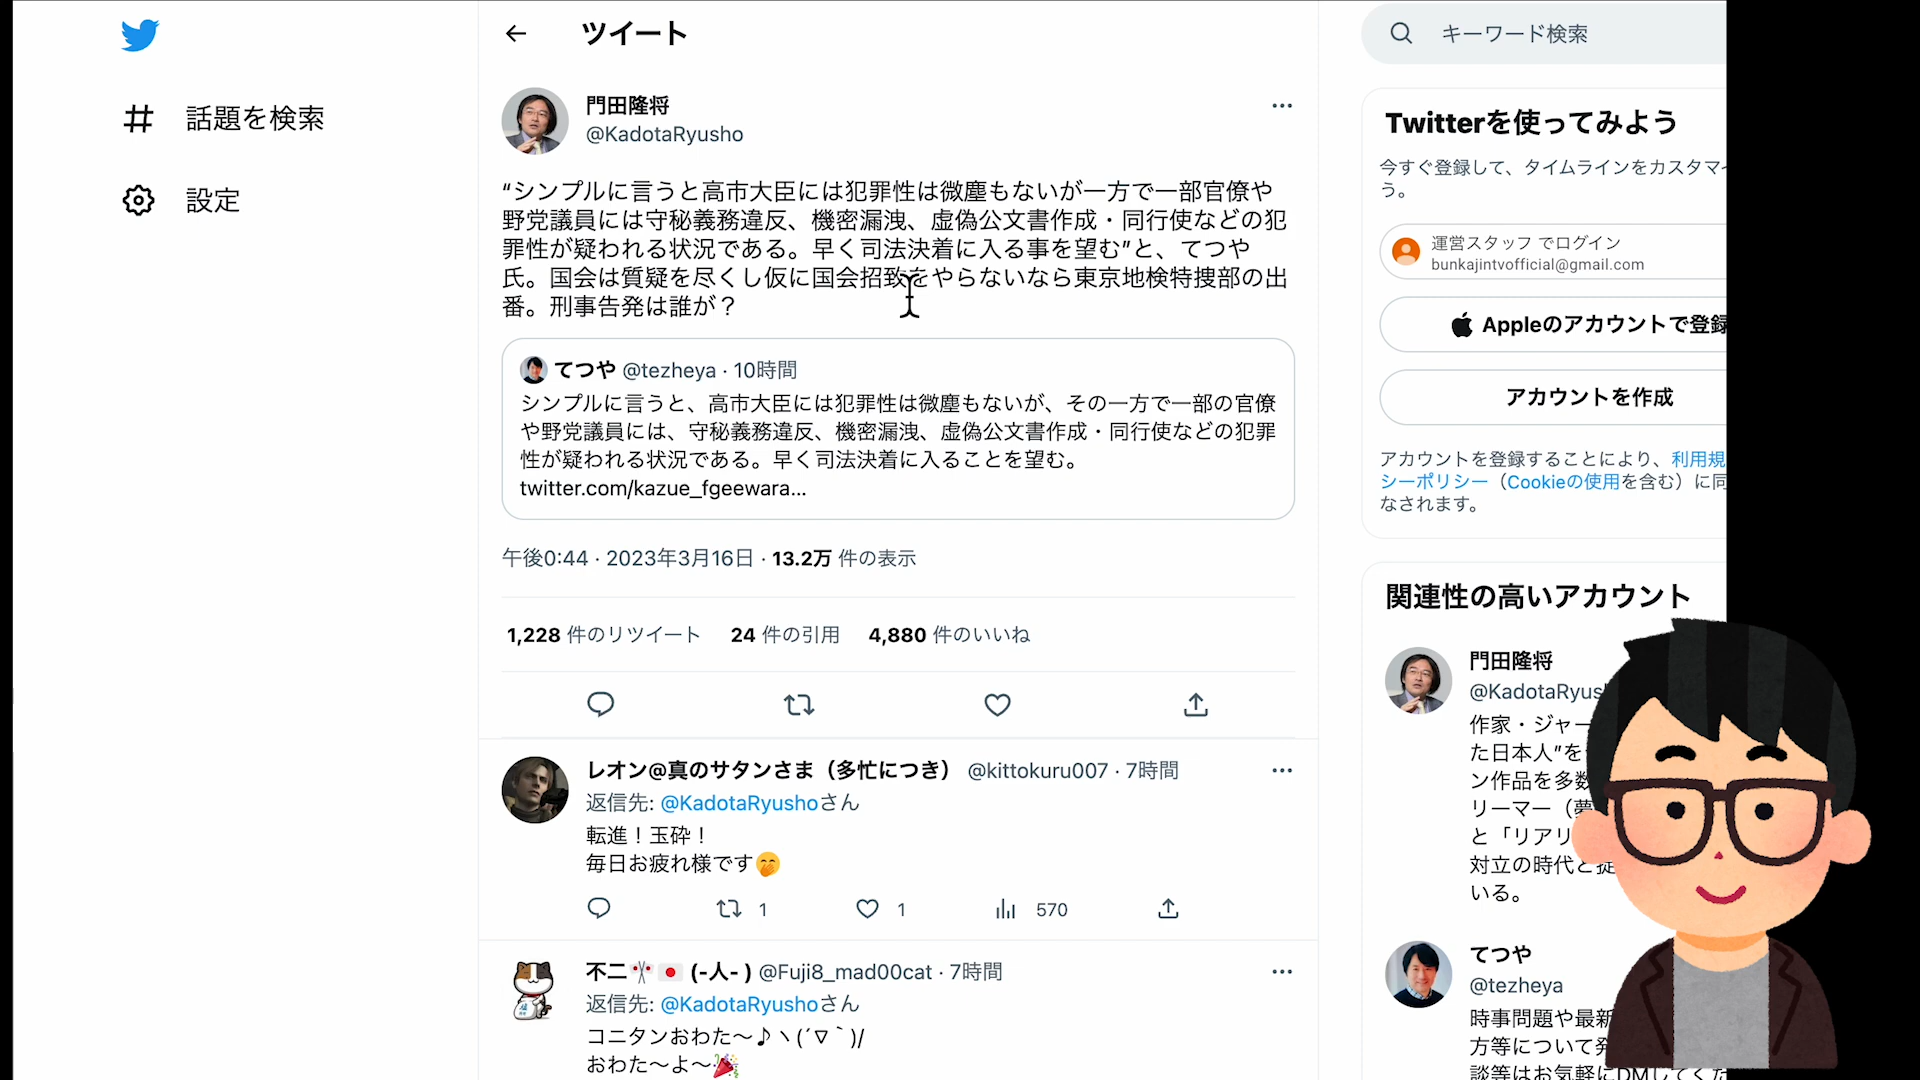 ツイート
キーワード検索
話題を検索
設定
門田隆将
@KadotaRyusho
“シンプルに言うと高市大臣には犯罪性は微塵もないが一方で一部官僚や
野党議員には守秘義務違反、機密漏洩、虚偽公文書作成・同行使などの犯
罪性が疑われる状況である。早く司法決着に入る事を望む”と、てつや
氏。国会は質疑を尽くし仮に国会招致をやらないなら東京地検特捜部の出
番。刑事告発は誰が？
てつや @tezheya · 10時間
シンプルに言うと、高市大臣には犯罪性は微塵もないが、その一方で一部の官僚
や野党議員には、守秘義務違反、機密漏洩、虚偽公文書作成・同行使などの犯罪
性が疑われる状況である。早く司法決着に入ることを望む。
twitter.com/kazue_fgeewara...
午後0:44 · 2023年3月16日 · 13.2万 件の表示
1,228 件のリツイート 24 件の引用 4,880 件のいいね
レオン@真のサタンさま（多忙につき） @kittokuru007 · 7時間
返信先: @KadotaRyushoさん
転進！玉砕！
毎日お疲れ様です🤭
1 1 570
不二🎌🇯🇵 (-人- ) @Fuji8_mad00cat · 7時間
返信先: @KadotaRyushoさん
コニタンおわた〜♪ヽ(´∇｀)/
おわた〜よ〜🎉
Twitterを使ってみよう
今すぐ登録して、タイムラインをカスタマイ
う。
運営スタッフ でログイン
bunkajintvofficial@gmail.com
Appleのアカウントで登録
アカウントを作成
アカウントを登録することにより、利用規
シーポリシー（Cookieの使用を含む）に同
なされます。
関連性の高いアカウント
門田隆将
@KadotaRyus
作家・ジャー
た日本人”を
ン作品を多数
リーマー（夢
と「リアリ
対立の時代と捉
いる。
てつや
@tezheya
時事問題や最新
方等について発
談等はお気軽にDMしてくだ